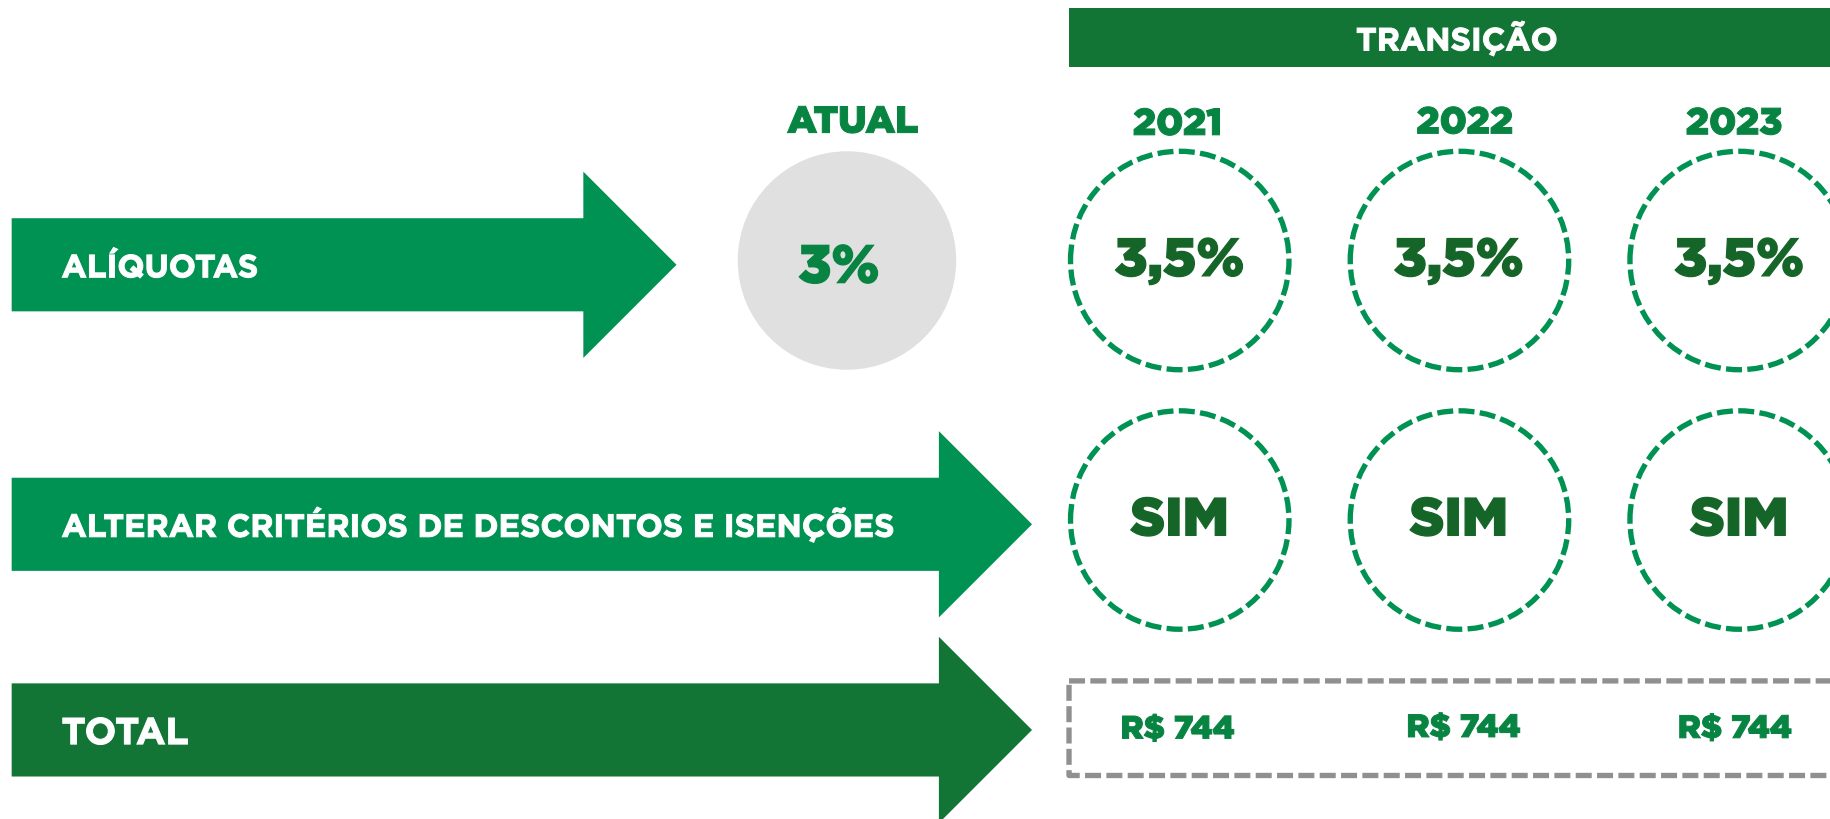 TRANSIÇÃO
ATUAL 2021 2022 2023
ALÍQUOTAS 3% 3,5% 3,5% 3,5%
ALTERAR CRITÉRIOS DE DESCONTOS E ISENÇÕES SIM SIM SIM
TOTAL R$ 744 R$ 744 R$ 744